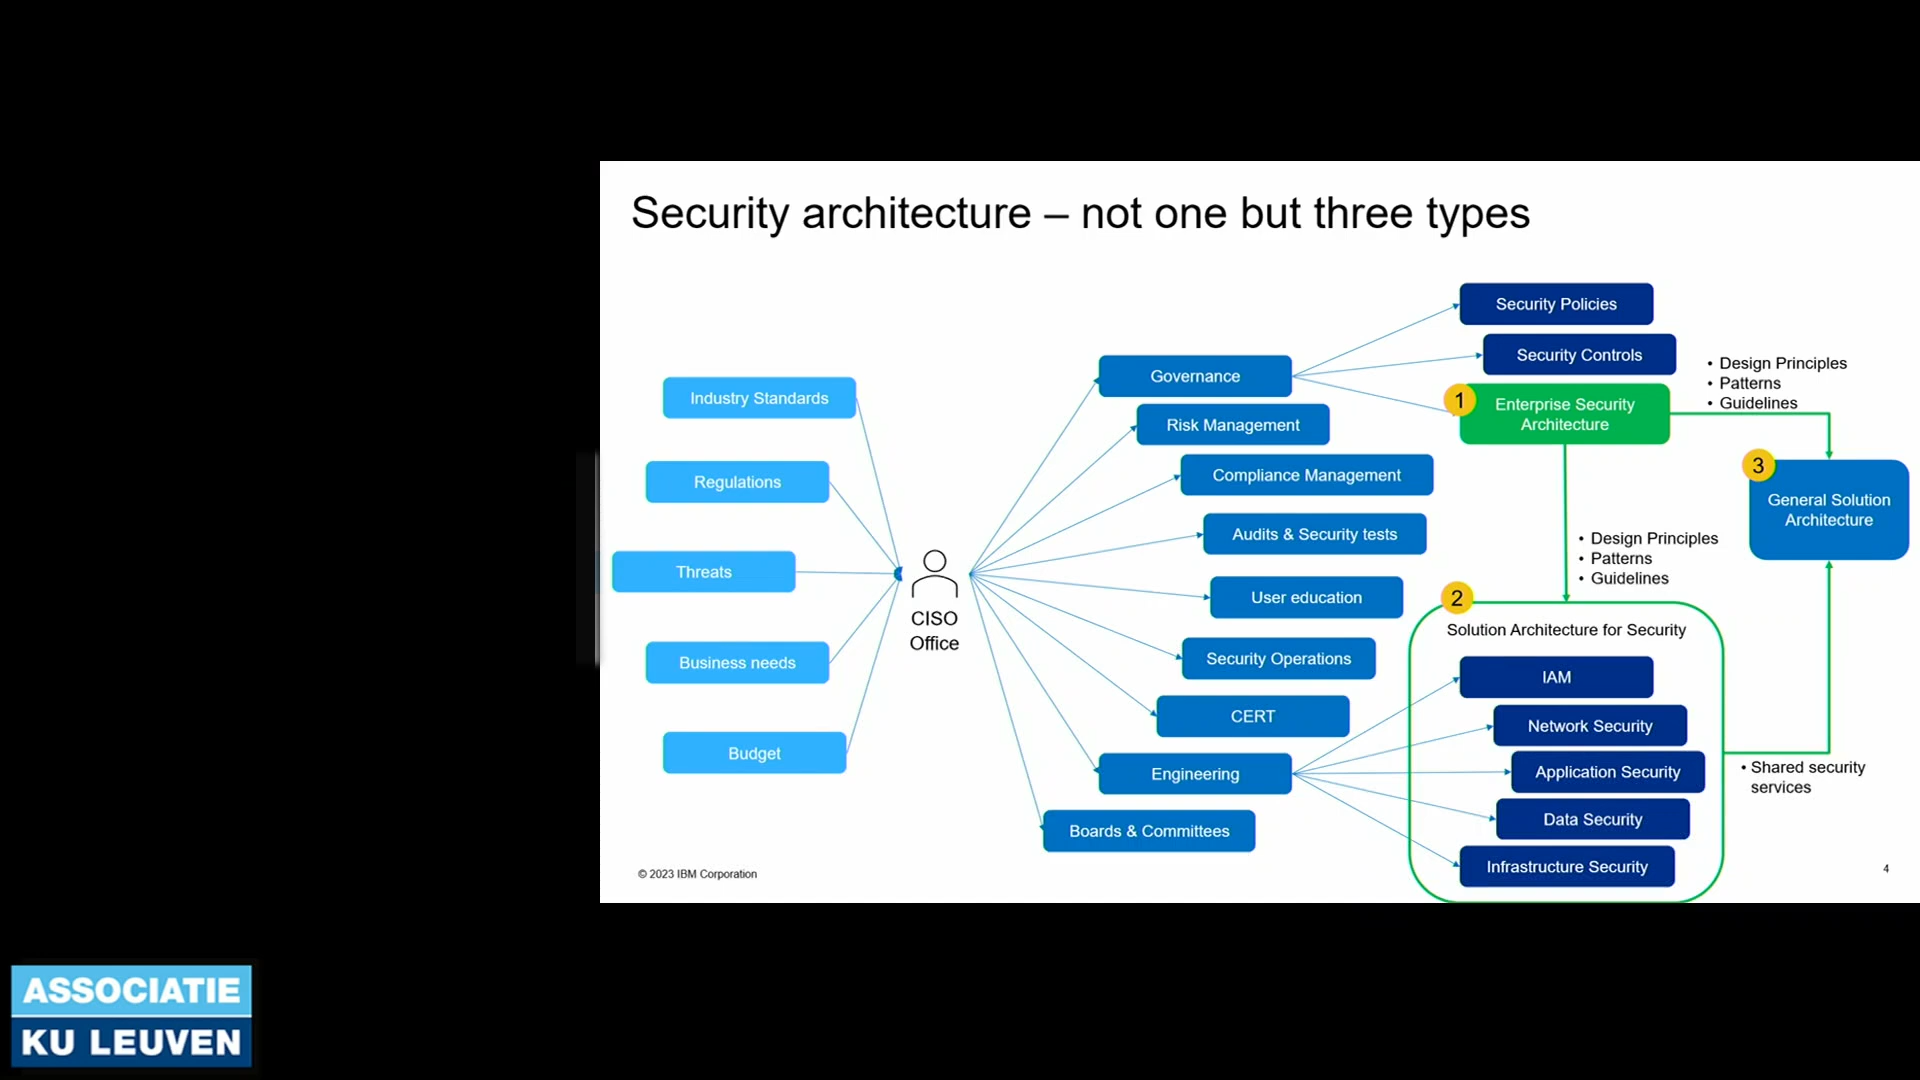 Security architecture – not one but three types
Industry Standards
Regulations
Threats
Business needs
Budget
CISO
Office
Governance
Risk Management
Compliance Management
Audits & Security tests
User education
Security Operations
CERT
Engineering
Boards & Committees
Security Policies
Security Controls
1
Enterprise Security
Architecture
• Design Principles
• Patterns
• Guidelines
3
General Solution
Architecture
• Design Principles
• Patterns
• Guidelines
2
Solution Architecture for Security
IAM
Network Security
Application Security
Data Security
Infrastructure Security
• Shared security
services
© 2023 IBM Corporation
4
ASSOCIATIE
KU LEUVEN